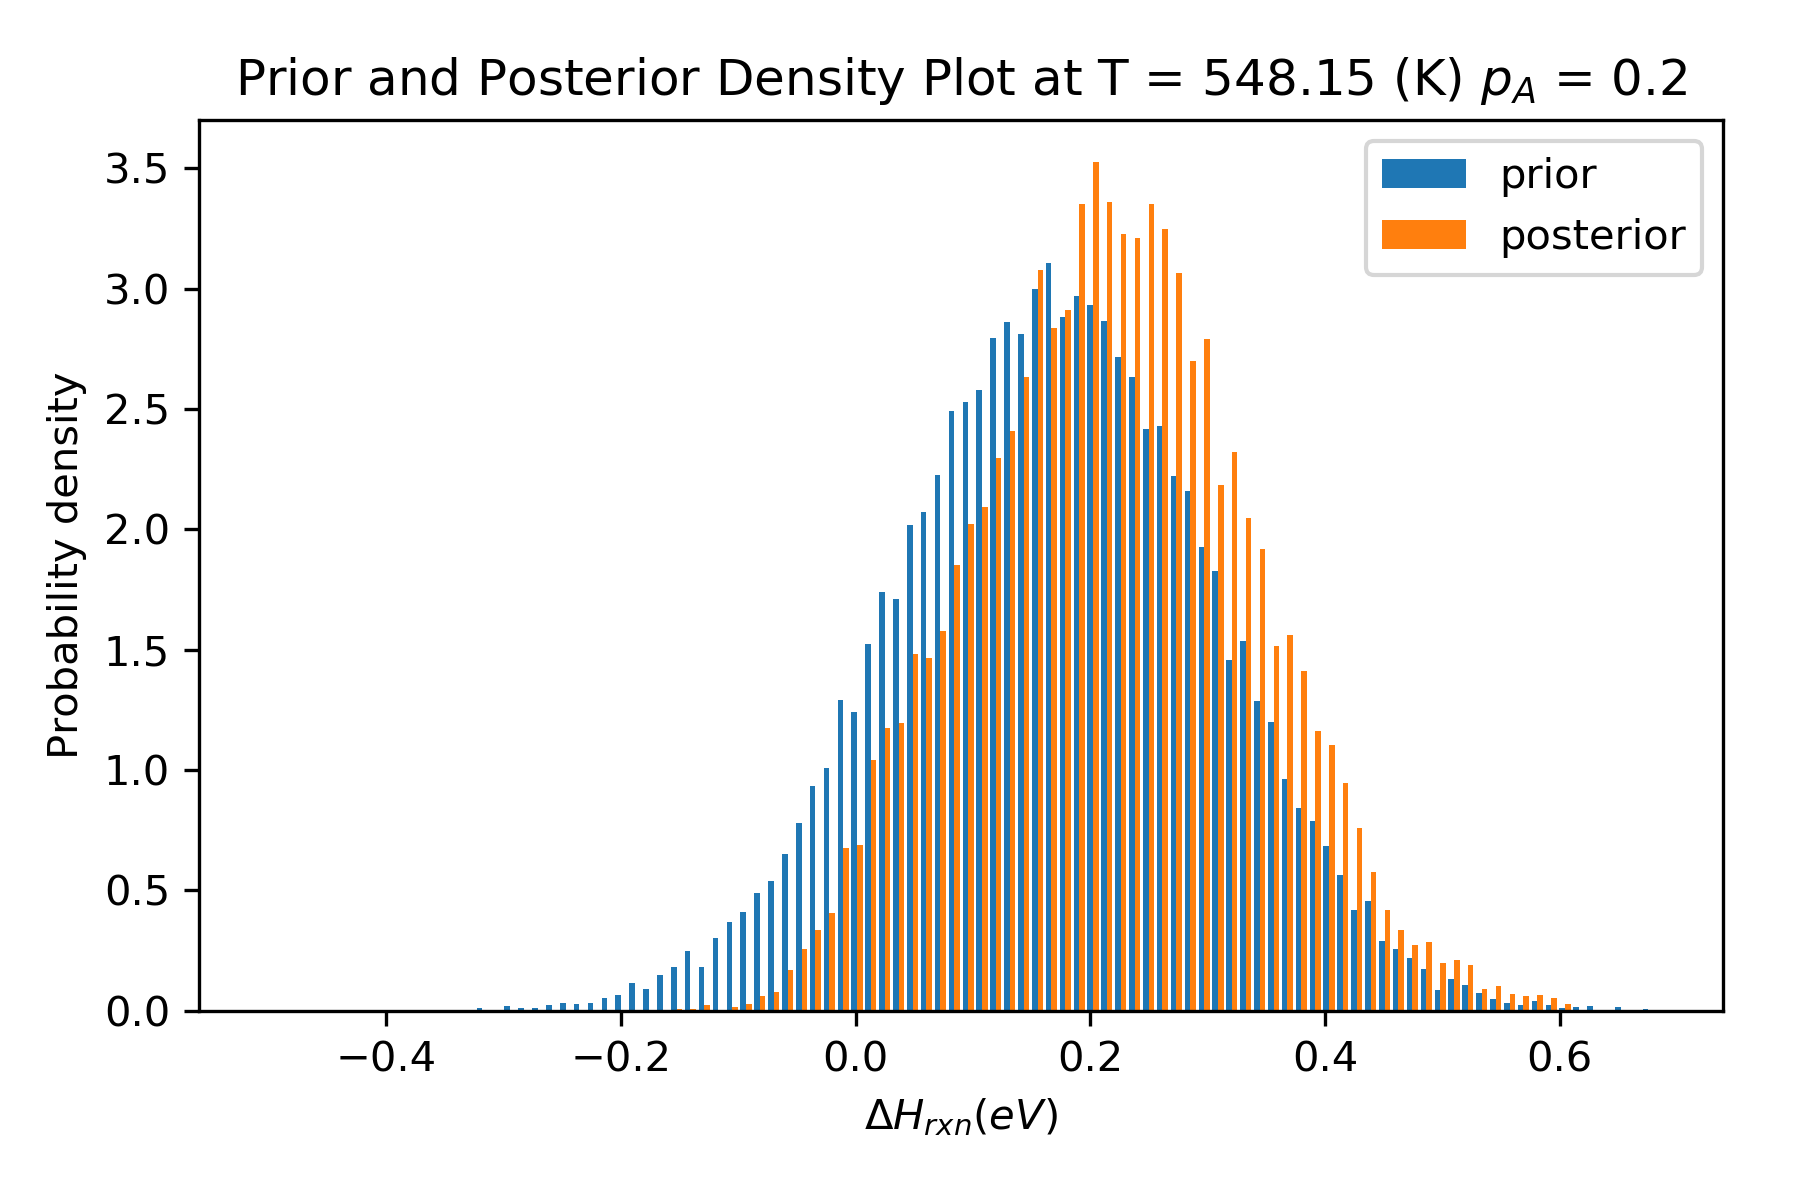 Prior and Posterior Density Plot at T = 548.15 (K) p_A = 0.2
prior
posterior
3.5
3.0
2.5
2.0
1.5
1.0
0.5
0.0
Probability density
−0.4 −0.2 0.0 0.2 0.4 0.6
ΔH_rxn(eV)